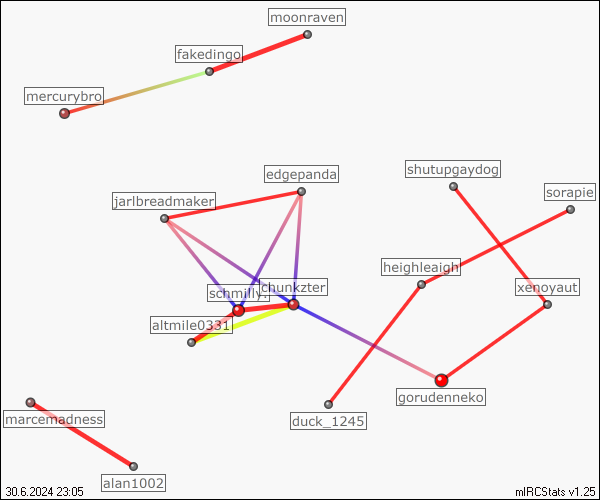 moonraven
fakedingo
mercurybro
edgepanda
shutupgaydog
sorapie
jarlbreadmaker
heighleaigh
schmilly
chunkzter
xenoyaut
altmile0331
gorudenneko
marcemadness
duck_1245
alan1002
30.6.2024 23:05
mIRCStats v1.25